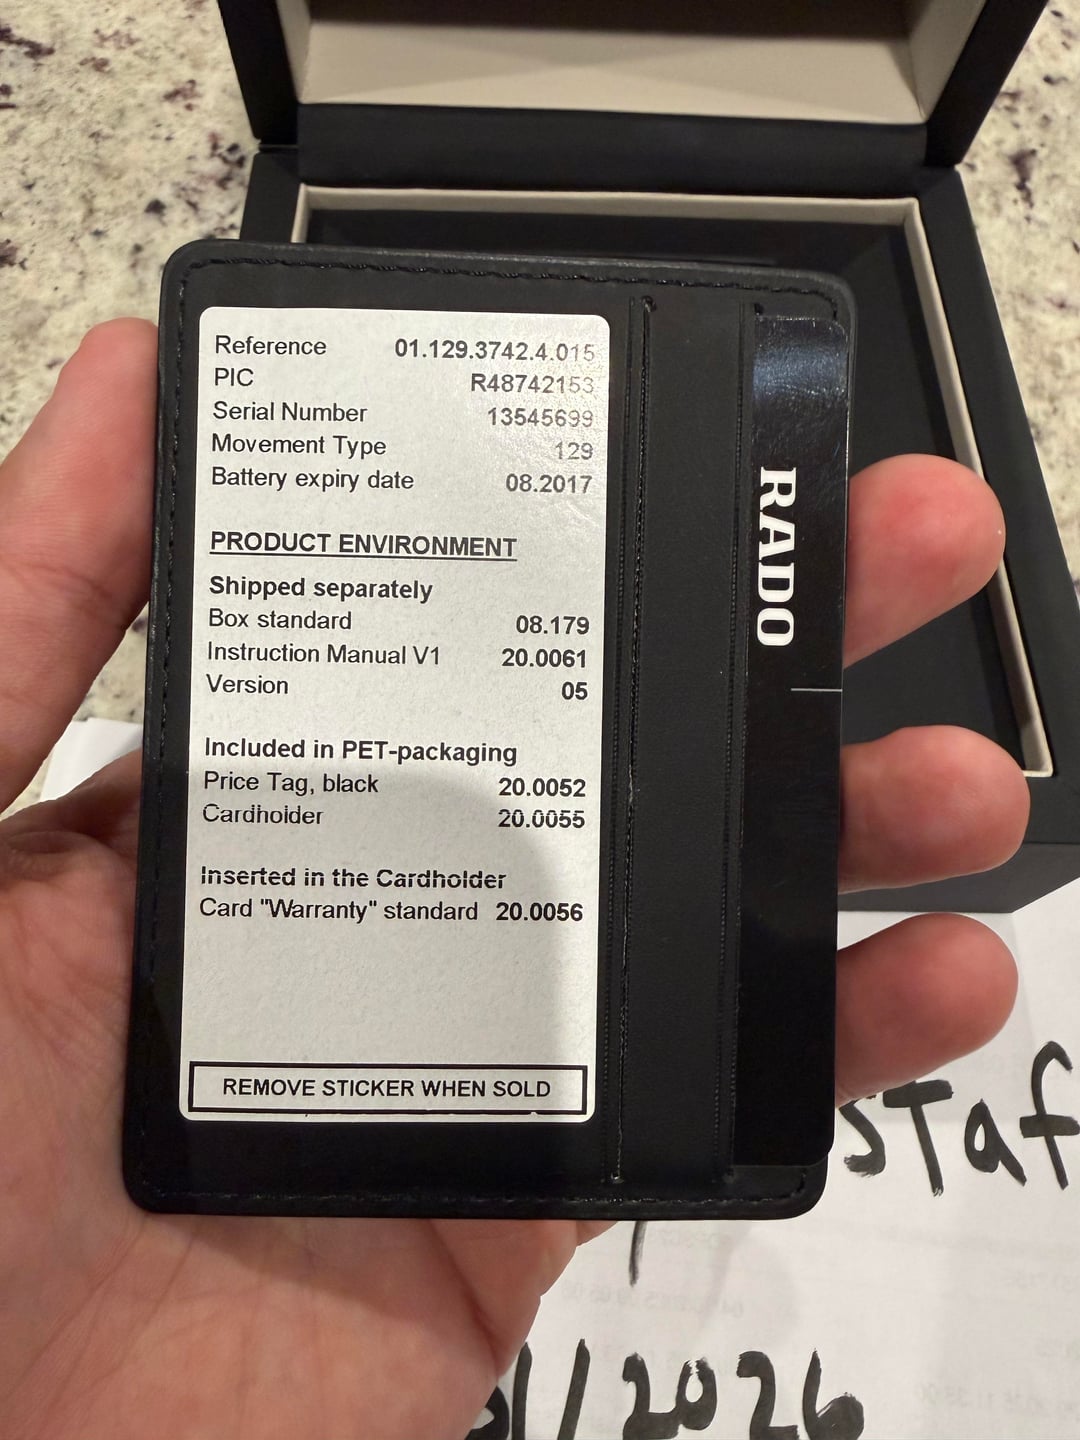 Reference 01.129.3742.4.015
PIC R48742153
Serial Number 13545699
Movement Type 129
Battery expiry date 08.2017
PRODUCT ENVIRONMENT
Shipped separately
Box standard 08.179
Instruction Manual V1 20.0061
Version 05
Included in PET-packaging
Price Tag, black 20.0052
Cardholder 20.0055
Inserted in the Cardholder
Card "Warranty" standard 20.0056
REMOVE STICKER WHEN SOLD
RADO
staf
01/2026